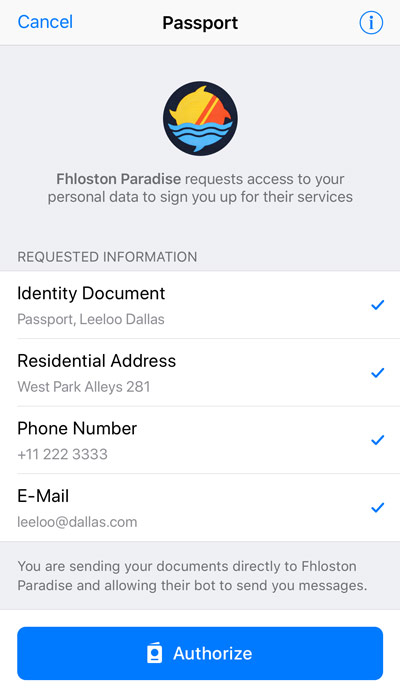 Cancel
Passport
Fhloston Paradise requests access to your
personal data to sign you up for their services
REQUESTED INFORMATION
Identity Document
Passport, Leeloo Dallas
Residential Address
West Park Alleys 281
Phone Number
+11 222 3333
E-Mail
leeloo@dallas.com
You are sending your documents directly to Fhloston
Paradise and allowing their bot to send you messages.
Authorize